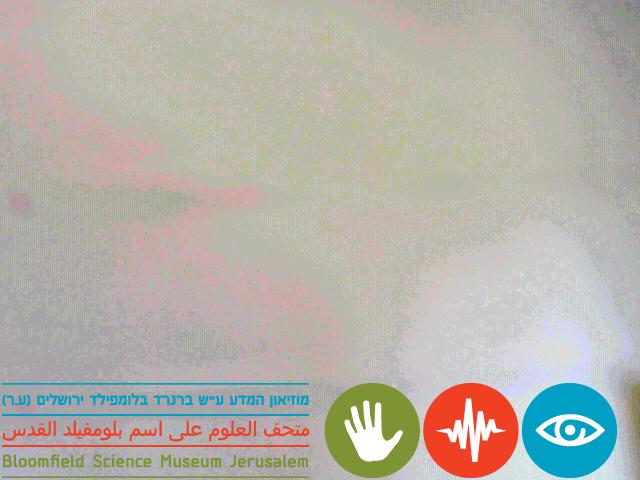 מוזיאון המדע ע״ש ברנרד בלומפילד ירושלים (ע.ר)
متحف العلوم على اسم بلومفيلد القدس
Bloomfield Science Museum Jerusalem